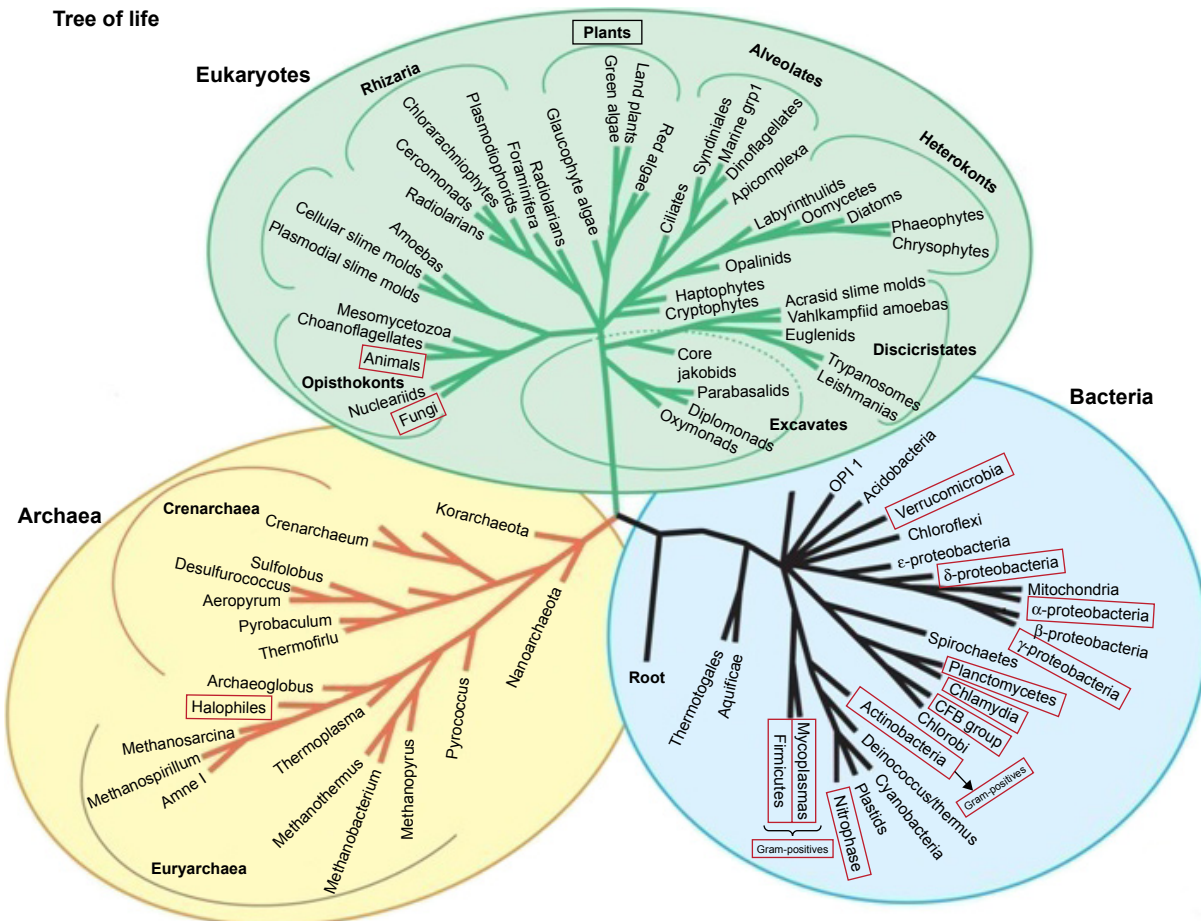 Tree of life
Eukaryotes
Plants
Rhizaria
Alveolates
Heterokonts
Green algae
Land plants
Red algae
Glaucophyte algae
Radiolarians
Foraminifera
Plasmodiophorids
Chlorarachniophytes
Cercomonads
Radiolarians
Amoebas
Cellular slime molds
Plasmodial slime molds
Mesomycetozoa
Choanoflagellates
Animals
Opisthokonts
Nucleariids
Fungi
Syndiniales
Marine grp1
Dinoflagellates
Apicomplexa
Ciliates
Labyrinthulids
Oomycetes
Diatoms
Phaeophytes
Chrysophytes
Opalinids
Haptophytes
Cryptophytes
Acrasid slime molds
Vahlkampfiid amoebas
Euglenids
Discicristates
Trypanosomes
Leishmanias
Core
jakobids
Parabasalids
Diplomonads
Oxymonads
Excavates
Archaea
Crenarchaea
Crenarchaeum
Korarchaeota
Sulfolobus
Desulfurococcus
Aeropyrum
Pyrobaculum
Thermofirlu
Nanoarchaeota
Archaeoglobus
Halophiles
Methanosarcina
Methanospirillum
Amne I
Thermoplasma
Methanothermus
Methanobacterium
Methanopyrus
Pyrococcus
Euryarchaea
Bacteria
OPI 1
Acidobacteria
Verrucomicrobia
Chloroflexi
ε-proteobacteria
δ-proteobacteria
Mitochondria
α-proteobacteria
β-proteobacteria
γ-proteobacteria
Spirochaetes
Planctomycetes
Chlamydia
CFB group
Chlorobi
Actinobacteria
Gram-positives
Deinococcus/thermus
Cyanobacteria
Plastids
Nitrophase
Mycoplasmas
Firmicutes
Gram-positives
Root
Thermotogales
Aquificae